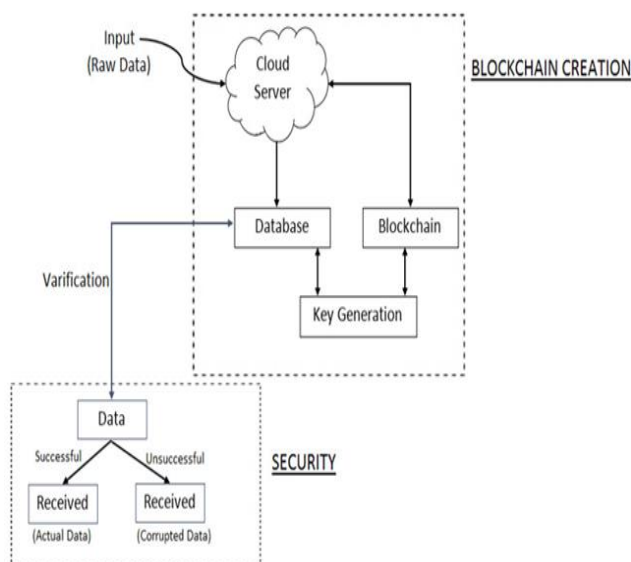 Input
(Raw Data)
Cloud
Server
BLOCKCHAIN CREATION
Database
Blockchain
Varification
Key Generation
Data
Successful
Unsuccessful
SECURITY
Received
Received
(Actual Data)
(Corrupted Data)